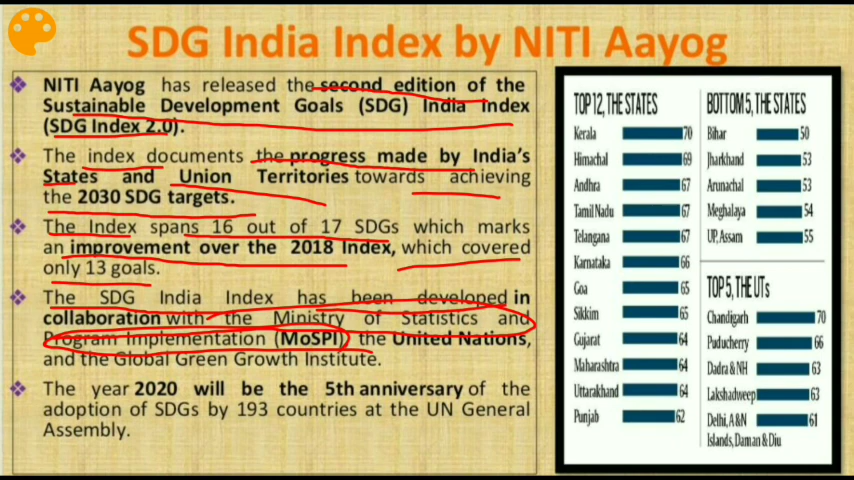 SDG India Index by NITI Aayog
NITI Aayog has released the second edition of the
Sustainable Development Goals (SDG) India Index
(SDG Index 2.0).
The index documents the progress made by India's
States and Union Territories towards achieving
the 2030 SDG targets.
The Index spans 16 out of 17 SDGs which marks
an improvement over the 2018 Index, which covered
only 13 goals.
The SDG India Index has been developed in
collaboration with the Ministry of Statistics and
Program Implementation (MoSPI), the United Nations,
and the Global Green Growth Institute.
The year 2020 will be the 5th anniversary of the
adoption of SDGs by 193 countries at the UN General
Assembly.
TOP 12, THE STATES
Kerala 70
Himachal 69
Andhra 67
Tamil Nadu 67
Telangana 67
Karnataka 66
Goa 65
Sikkim 65
Gujarat 64
Maharashtra 64
Uttarakhand 64
Punjab 62
BOTTOM 5, THE STATES
Bihar 50
Jharkhand 53
Arunachal 53
Meghalaya 54
UP, Assam 55
TOP 5, THE UTs
Chandigarh 70
Puducherry 66
Dadra & NH 63
Lakshadweep 63
Delhi, A&N 61
Islands, Daman & Diu